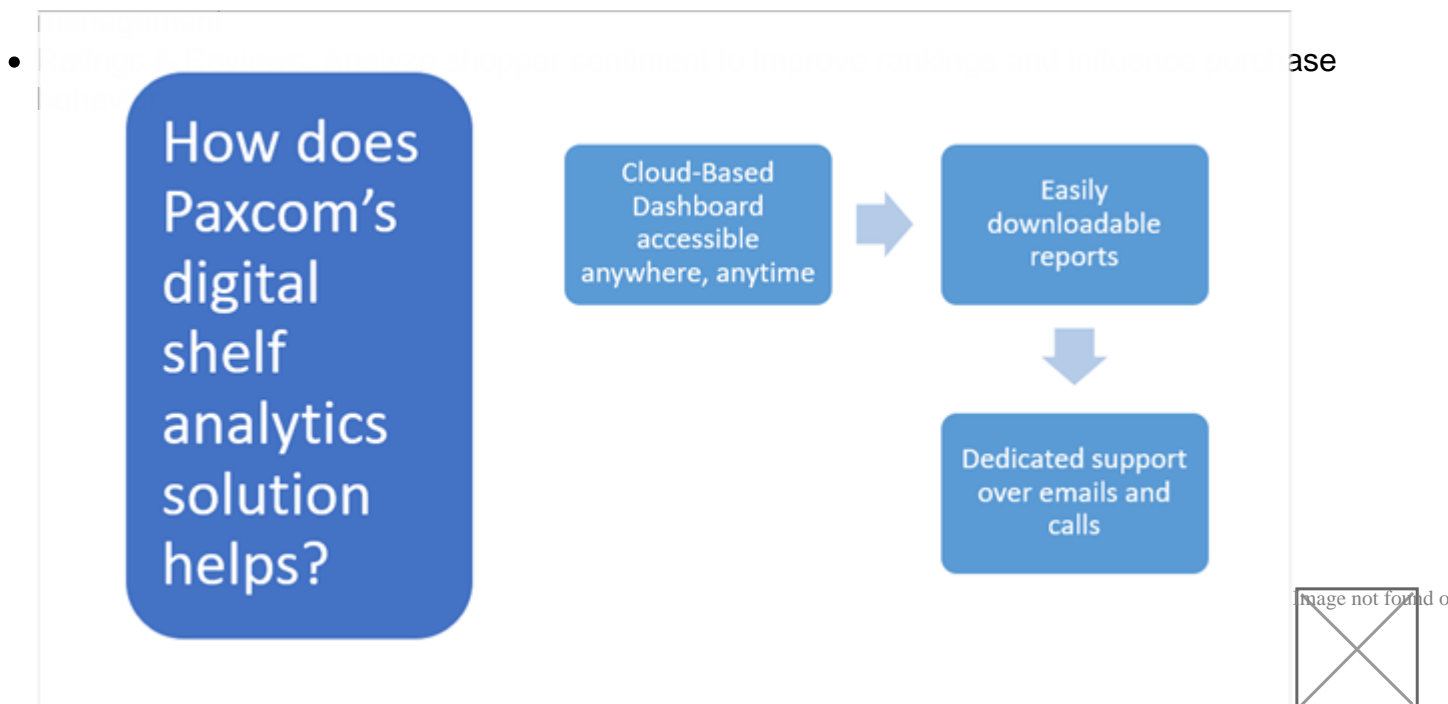 ase
How does
Paxcom’s
digital
shelf
analytics
solution
helps?
Cloud-Based
Dashboard
accessible
anywhere, anytime
Easily
downloadable
reports
Dedicated support
over emails and
calls
Image not found o